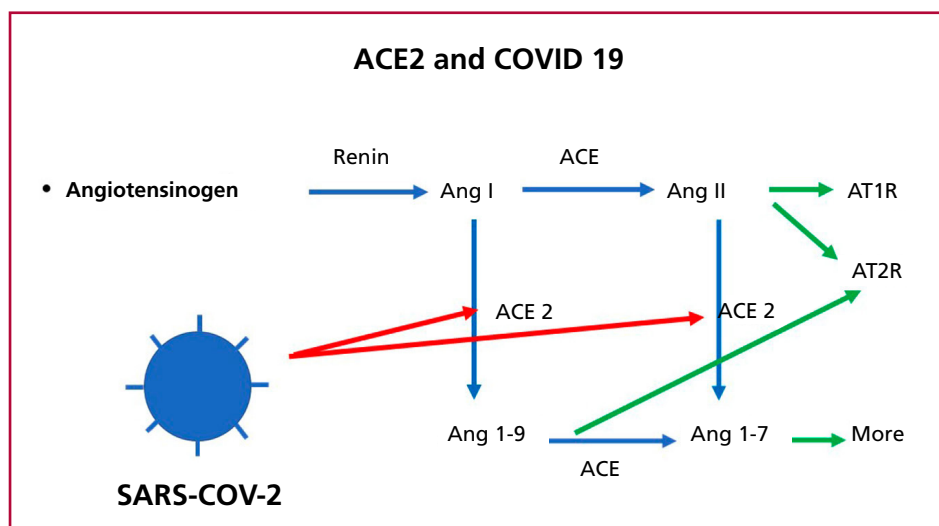 ACE2 and COVID 19
Renin
ACE
• Angiotensinogen
Ang I
Ang II
AT1R
AT2R
ACE 2
ACE 2
Ang 1-9
Ang 1-7
More
ACE
SARS-COV-2